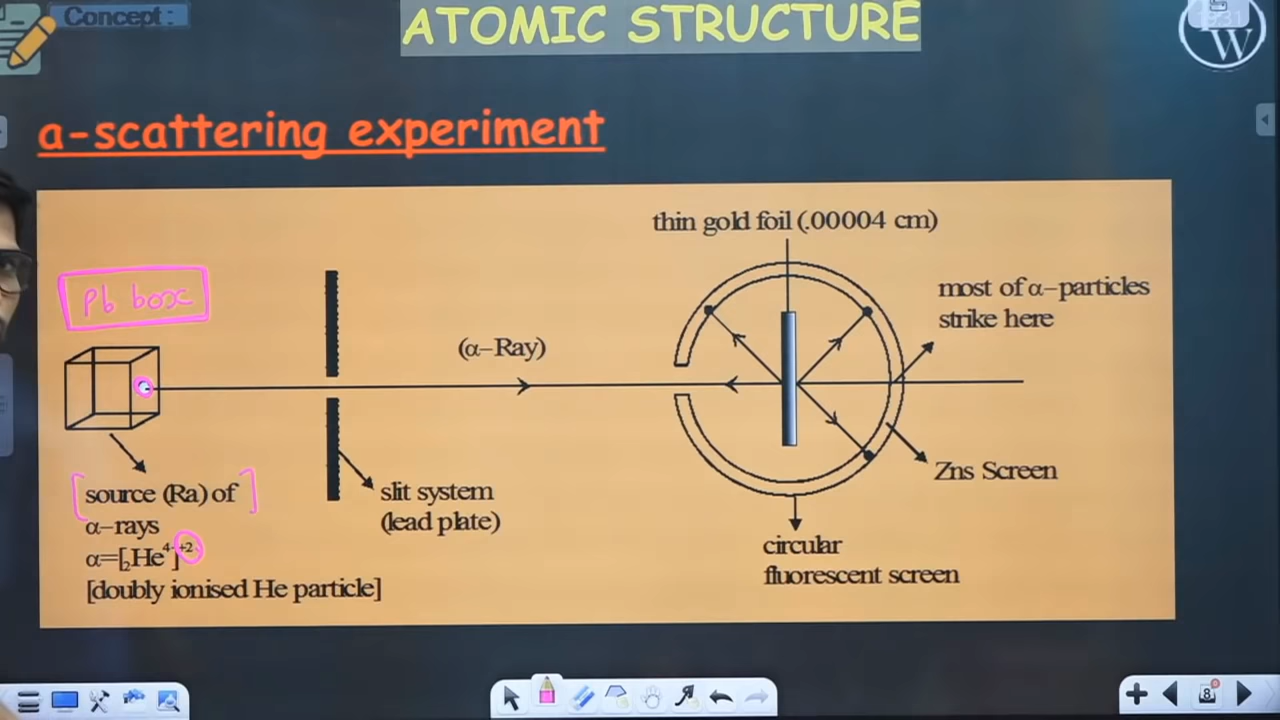 Concept :
ATOMIC STRUCTURE
W
α-scattering experiment
thin gold foil (.00004 cm)
Pb box
most of α−particles
strike here
(α−Ray)
source (Ra) of
α−rays
α=[₂He⁴]⁺²
[doubly ionised He particle]
slit system
(lead plate)
Zns Screen
circular
fluorescent screen
8